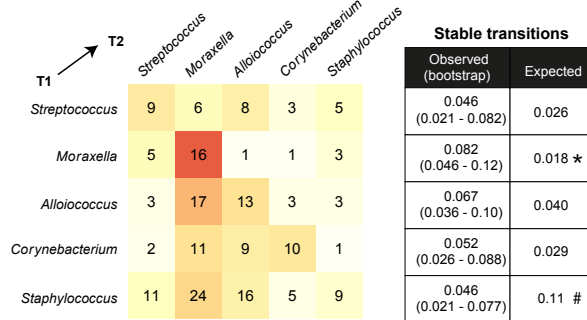 T2
T1
Streptococcus
Moraxella
Alloiococcus
Corynebacterium
Staphylococcus
Stable transitions
Observed (bootstrap) Expected
Streptococcus 9 6 8 3 5 0.046 (0.021 - 0.082) 0.026
Moraxella 5 16 1 1 3 0.082 (0.046 - 0.12) 0.018 *
Alloiococcus 3 17 13 3 3 0.067 (0.036 - 0.10) 0.040
Corynebacterium 2 11 9 10 1 0.052 (0.026 - 0.088) 0.029
Staphylococcus 11 24 16 5 9 0.046 (0.021 - 0.077) 0.11 #